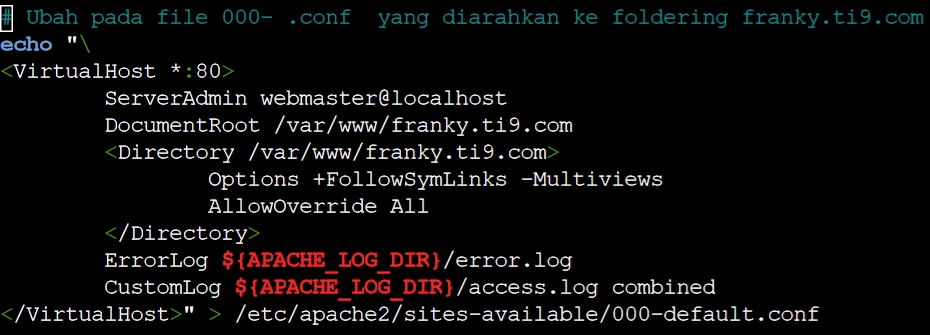 # Ubah pada file 000- .conf  yang diarahkan ke foldering franky.ti9.com
echo "\
<VirtualHost *:80>
        ServerAdmin webmaster@localhost
        DocumentRoot /var/www/franky.ti9.com
        <Directory /var/www/franky.ti9.com>
                Options +FollowSymLinks -Multiviews
                AllowOverride All
        </Directory>
        ErrorLog ${APACHE_LOG_DIR}/error.log
        CustomLog ${APACHE_LOG_DIR}/access.log combined
</VirtualHost>" > /etc/apache2/sites-available/000-default.conf